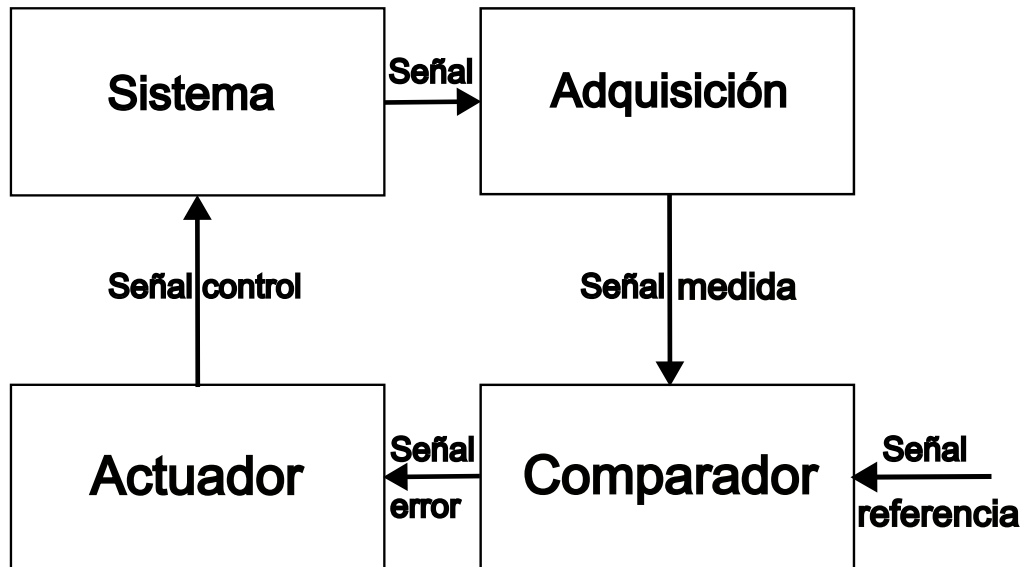 Sistema
Señal
Adquisición
Señal control
Señal medida
Actuador
Señal
error
Comparador
Señal
referencia